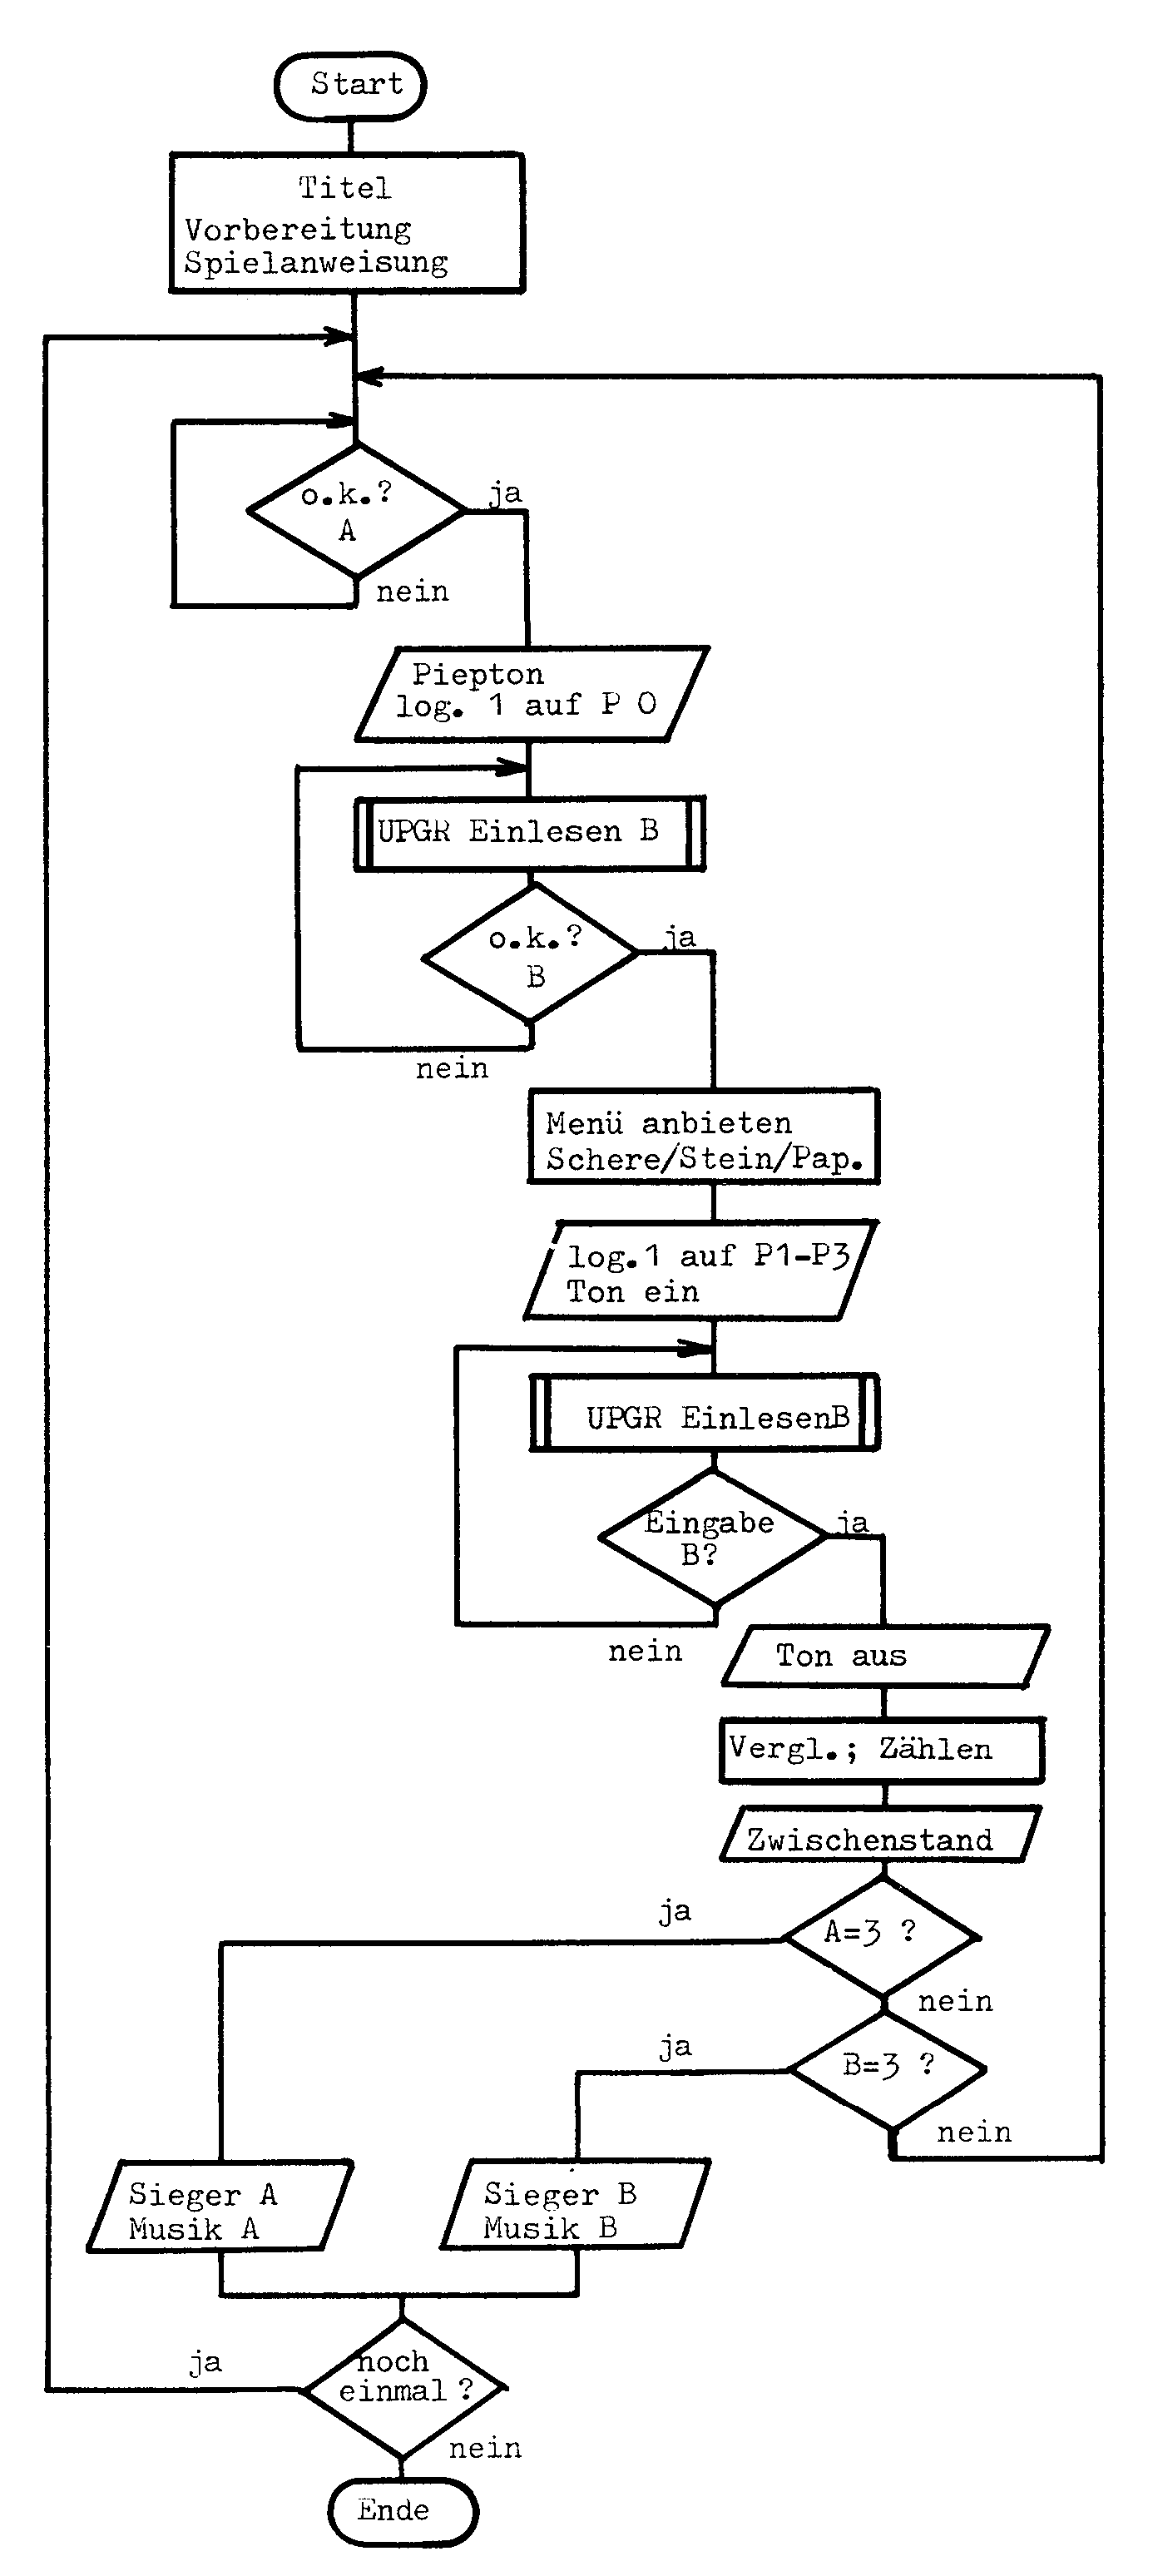 Start
Titel
Vorbereitung
Spielanweisung
o.k.?
A
ja
nein
Piepton
log. 1 auf P 0
UPGR Einlesen B
o.k.?
B
ja
nein
Menü anbieten
Schere/Stein/Pap.
log.1 auf P1-P3
Ton ein
UPGR EinlesenB
Eingabe
B?
ja
nein
Ton aus
Vergl.; Zählen
Zwischenstand
A=3 ?
ja
nein
B=3 ?
ja
nein
Sieger A
Musik A
Sieger B
Musik B
noch
einmal ?
ja
nein
Ende